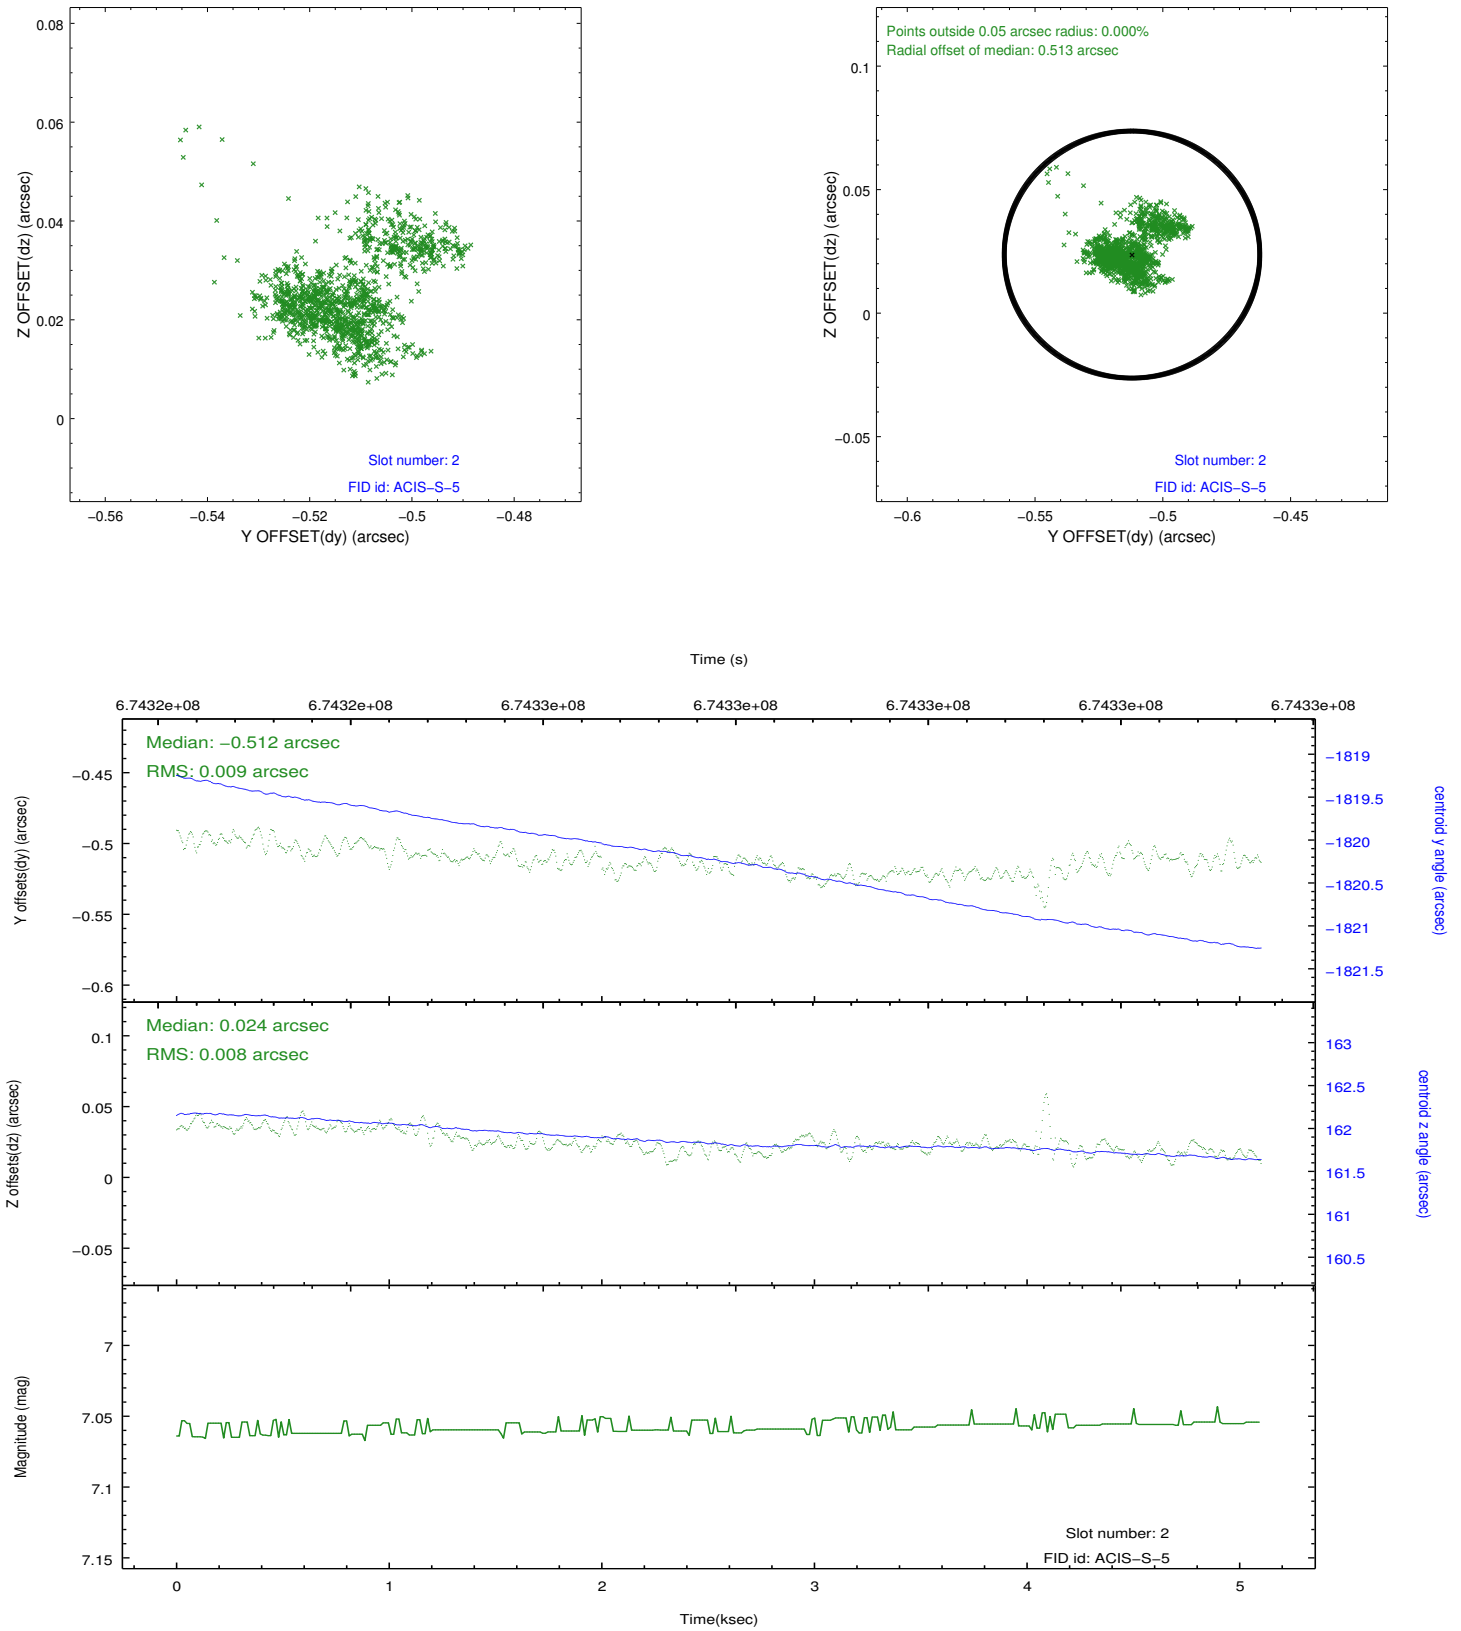 0.08
0.06
0.04
0.02
0
Z OFFSET(dz) (arcsec)
Slot number: 2
FID id: ACIS−S−5
−0.56 −0.54 −0.52 −0.5 −0.48
Y OFFSET(dy) (arcsec)
Points outside 0.05 arcsec radius: 0.000%
Radial offset of median: 0.513 arcsec
0.1
0.05
0
−0.05
Z OFFSET(dz) (arcsec)
Slot number: 2
FID id: ACIS−S−5
−0.6 −0.55 −0.5 −0.45
Y OFFSET(dy) (arcsec)
Time (s)
6.7432e+08 6.7432e+08 6.7433e+08 6.7433e+08 6.7433e+08 6.7433e+08 6.7433e+08
Median: −0.512 arcsec
RMS: 0.009 arcsec
−0.45
−0.5
−0.55
−0.6
Y offsets(dy) (arcsec)
−1819
−1819.5
−1820
−1820.5
−1821
−1821.5
centroid y angle (arcsec)
Median: 0.024 arcsec
RMS: 0.008 arcsec
0.1
0.05
0
−0.05
Z offsets(dz) (arcsec)
163
162.5
162
161.5
161
160.5
centroid z angle (arcsec)
7
7.05
7.1
7.15
Magnitude (mag)
Slot number: 2
FID id: ACIS−S−5
0 1 2 3 4 5
Time(ksec)